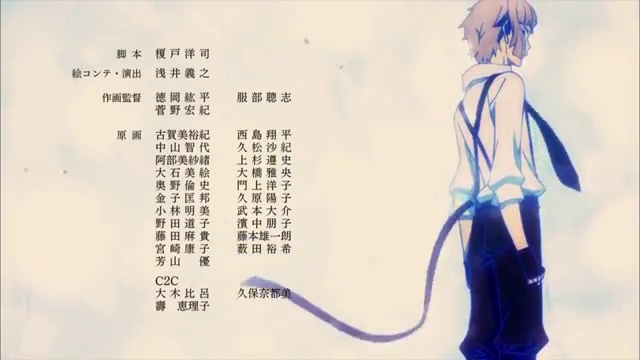 脚本 榎戸洋司
絵コンテ・演出 浅井義之
作画監督 徳岡紘平 服部聰志
菅野宏紀
原画 古賀美裕紀 西島翔平
中山智代 久松沙紀
阿部美紗緒 上杉遵史
大石美絵 大橋雅央
奥野倫史 門上洋子
金子匡邦 久原陽子
小林明美 武本大介
野田道子 濱中朋子
藤田麻貴 藤本雄一朗
宮崎康子 薮田裕希
芳山優
C2C
大木比呂 久保奈都美
壽恵理子